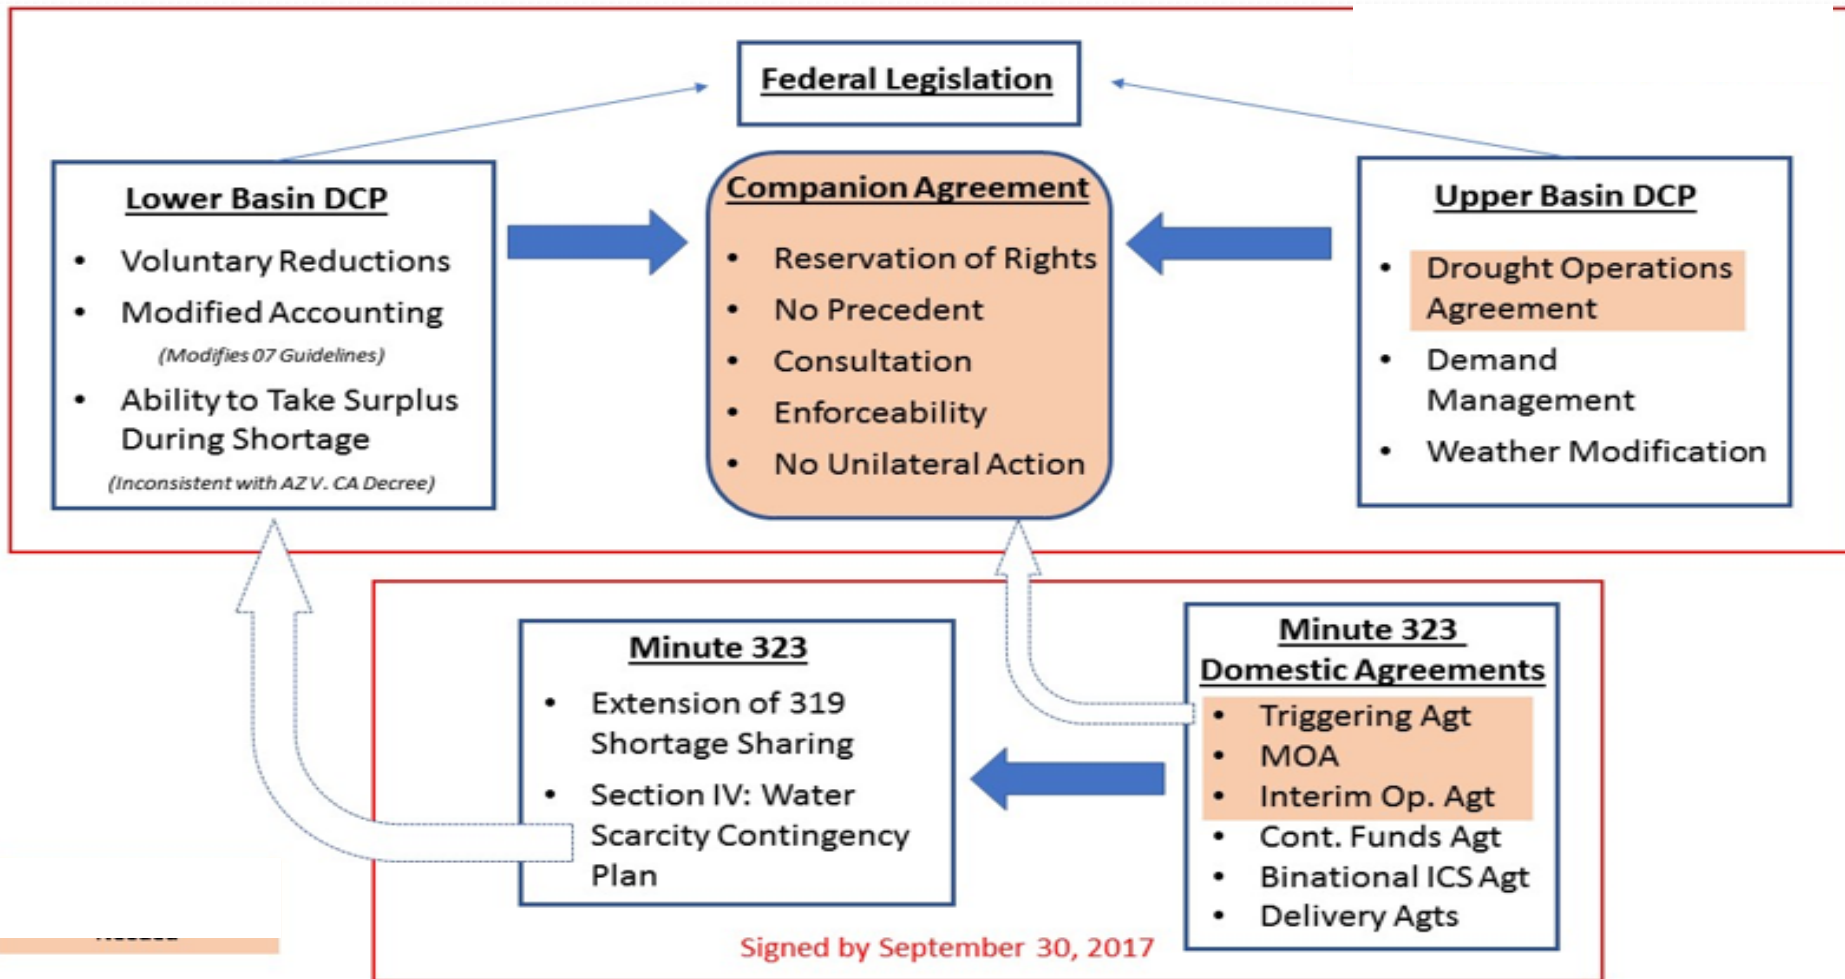 Federal Legislation
Lower Basin DCP
• Voluntary Reductions
• Modified Accounting
(Modifies 07 Guidelines)
• Ability to Take Surplus
During Shortage
(Inconsistent with AZ V. CA Decree)
Companion Agreement
• Reservation of Rights
• No Precedent
• Consultation
• Enforceability
• No Unilateral Action
Upper Basin DCP
• Drought Operations
Agreement
• Demand
Management
• Weather Modification
Minute 323
• Extension of 319
Shortage Sharing
• Section IV: Water
Scarcity Contingency
Plan
Minute 323
Domestic Agreements
• Triggering Agt
• MOA
• Interim Op. Agt
• Cont. Funds Agt
• Binational ICS Agt
• Delivery Agts
Signed by September 30, 2017